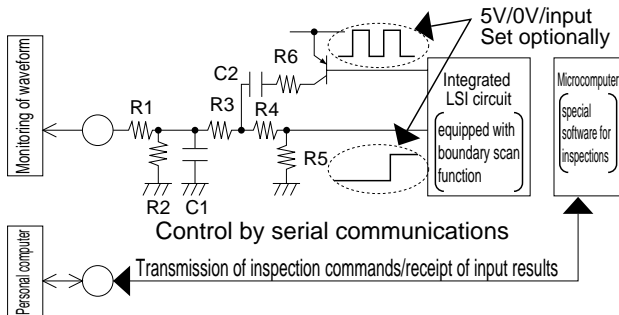 5V/0V/input
Set optionally
R6
C2
Monitoring of waveform
R1
R3
R4
R2
C1
R5
Integrated
LSI circuit
equipped with
boundary scan
function
Microcomputer
special
software for
inspections
Control by serial communications
Personal computer
Transmission of inspection commands/receipt of input results